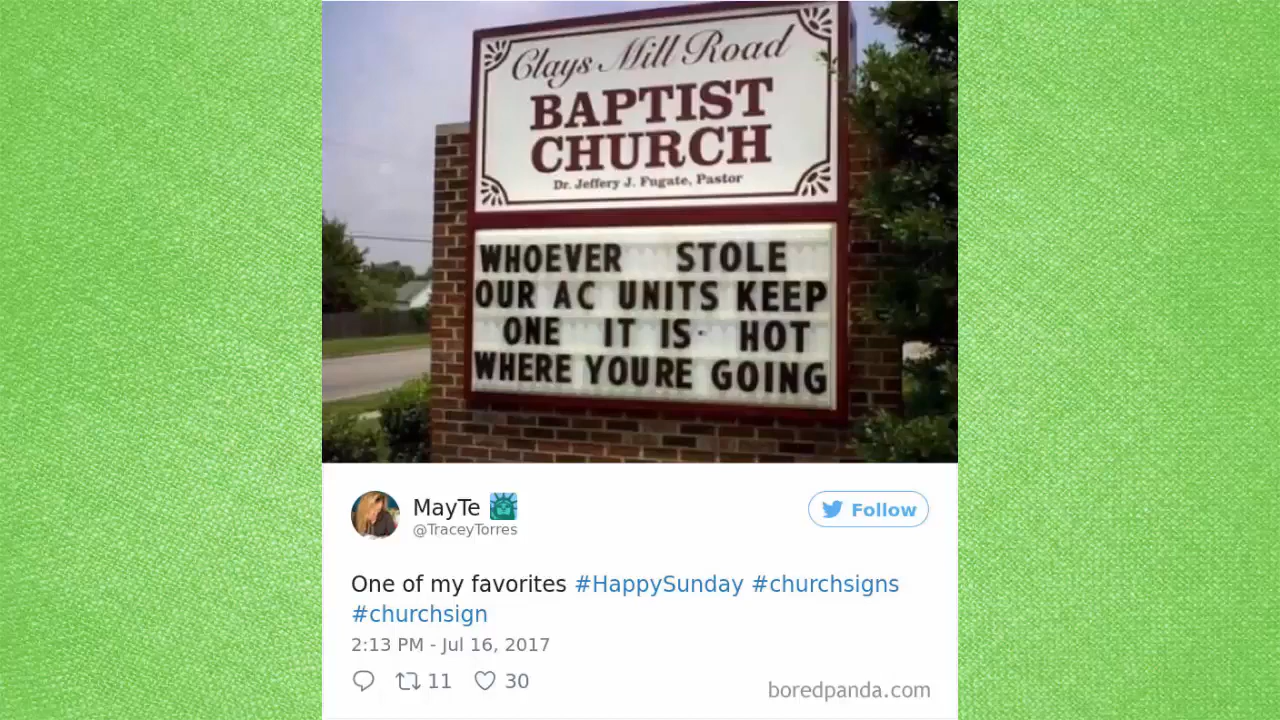 Clays Mill Road
BAPTIST
CHURCH
Dr. Jeffery J. Fugate, Pastor
WHOEVER STOLE
OUR AC UNITS KEEP
ONE IT IS HOT
WHERE YOURE GOING
MayTe
@TraceyTorres
Follow
One of my favorites #HappySunday #churchsigns
#churchsign
2:13 PM - Jul 16, 2017
11 30
boredpanda.com